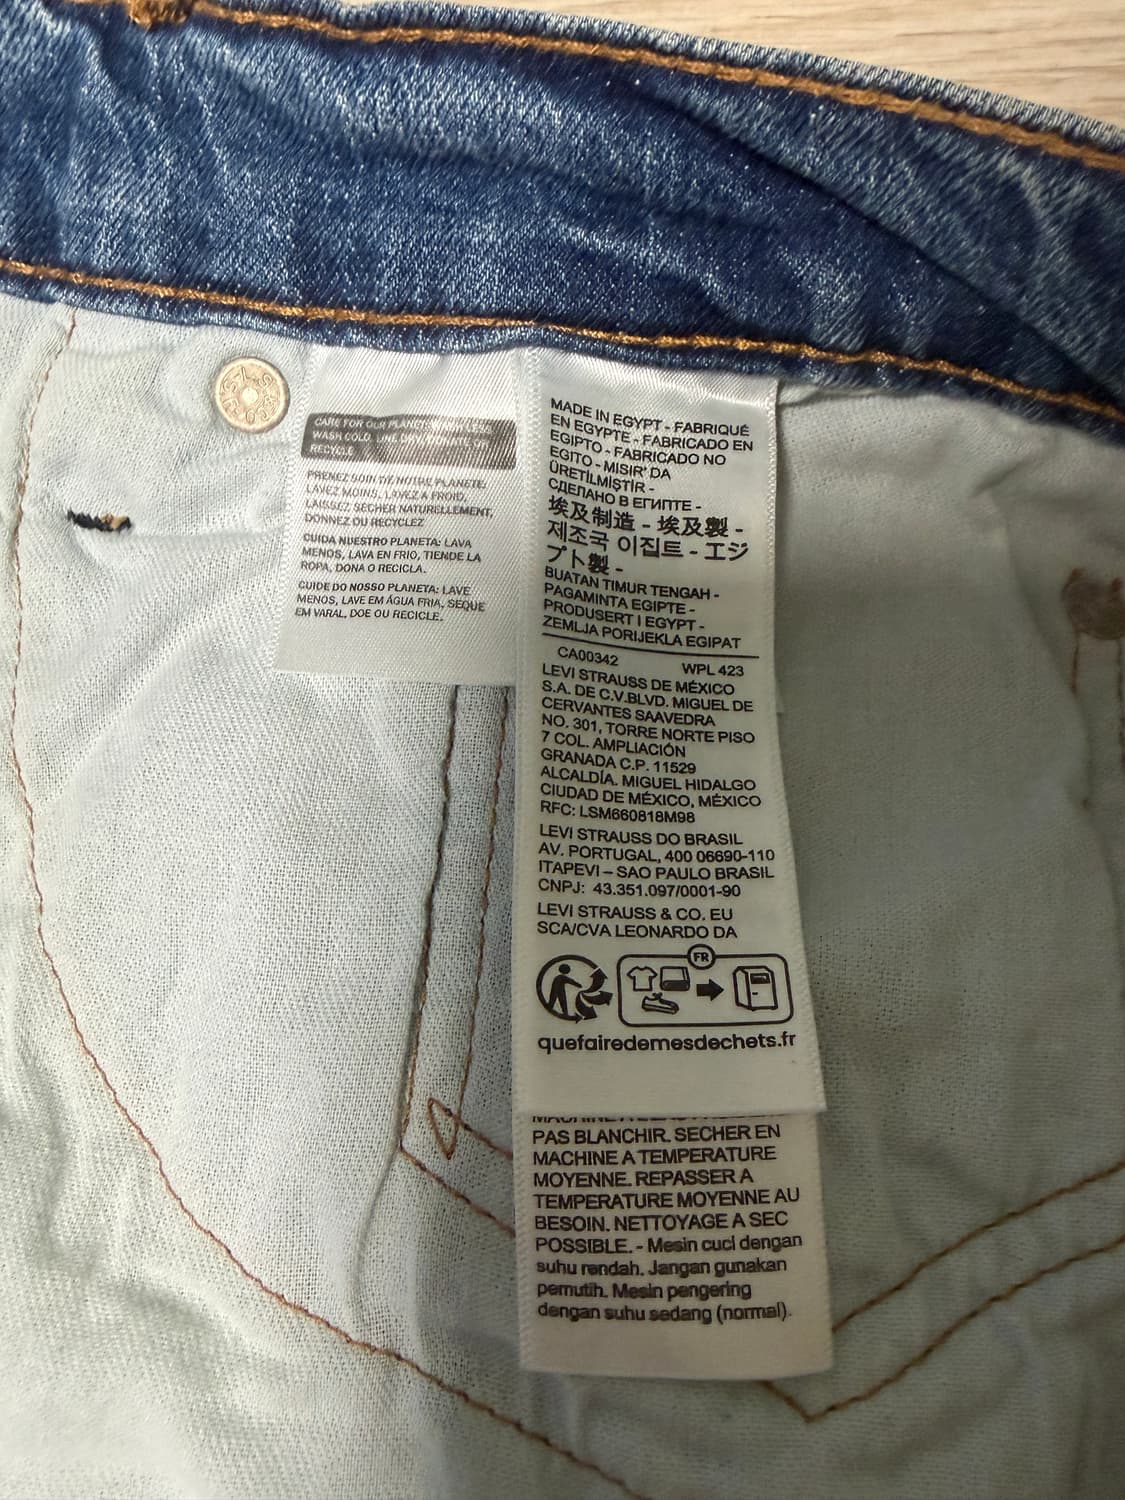 CARE FOR OUR PLANET:
WASH COLD, LINE DRY,
RECYCLE
PRENEZ SOIN DE NOTRE PLANETE:
LAVEZ MOINS, LAVEZ A FROID,
LAISSEZ SECHER NATURELLEMENT,
DONNEZ OU RECYCLEZ
CUIDA NUESTRO PLANETA: LAVA
MENOS, LAVA EN FRIO, TIENDE LA
ROPA, DONA O RECICLA.
CUIDE DO NOSSO PLANETA: LAVE
MENOS, LAVE EM ÁGUA FRIA, SEQUE
EM VARAL, DOE OU RECICLE.
MADE IN EGYPT - FABRIQUÉ
EN EGYPTE - FABRICADO EN
EGIPTO - FABRICADO NO
EGITO - MISIR' DA
ÜRETİLMİŞTİR -
СДЕЛАНО В ЕГИПТЕ -
埃及制造 - 埃及製 -
제조국 이집트 - エジ
プト製 -
BUATAN TIMUR TENGAH -
PAGAMINTA EGIPTE -
PRODUSERT I EGYPT -
ZEMLJA PORIJEKLA EGIPAT
CA00342 WPL 423
LEVI STRAUSS DE MÉXICO
S.A. DE C.V.BLVD. MIGUEL DE
CERVANTES SAAVEDRA
NO. 301, TORRE NORTE PISO
7 COL. AMPLIACIÓN
GRANADA C.P. 11529
ALCALDÍA. MIGUEL HIDALGO
CIUDAD DE MÉXICO, MÉXICO
RFC: LSM660818M98
LEVI STRAUSS DO BRASIL
AV. PORTUGAL, 400 06690-110
ITAPEVI – SAO PAULO BRASIL
CNPJ: 43.351.097/0001-90
LEVI STRAUSS & CO. EU
SCA/CVA LEONARDO DA
FR
quefairedemesdechets.fr
PAS BLANCHIR. SECHER EN
MACHINE A TEMPERATURE
MOYENNE. REPASSER A
TEMPERATURE MOYENNE AU
BESOIN. NETTOYAGE A SEC
POSSIBLE. - Mesin cuci dengan
suhu rendah. Jangan gunakan
pemutih. Mesin pengering
dengan suhu sedang (normal).